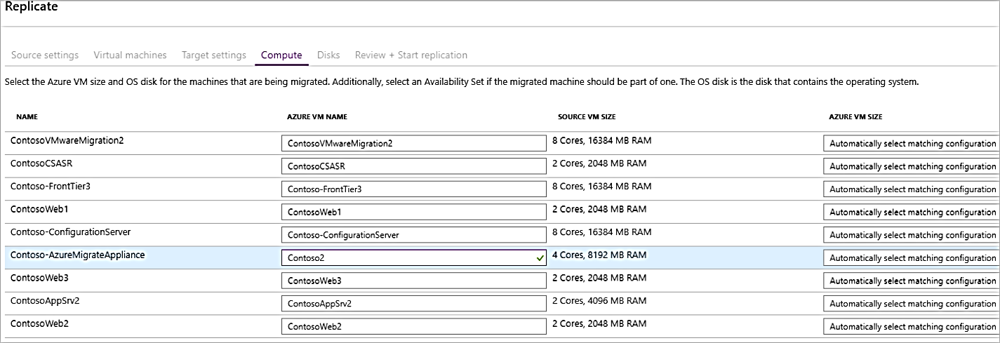 Replicate
Source settings Virtual machines Target settings Compute Disks Review + Start replication
Select the Azure VM size and OS disk for the machines that are being migrated. Additionally, select an Availability Set if the migrated machine should be part of one. The OS disk is the disk that contains the operating system.
NAME AZURE VM NAME SOURCE VM SIZE AZURE VM SIZE
ContosoVMwareMigration2 ContosoVMwareMigration2 8 Cores, 16384 MB RAM Automatically select matching configuration
ContosoCSASR ContosoCSASR 2 Cores, 2048 MB RAM Automatically select matching configuration
Contoso-FrontTier3 Contoso-FrontTier3 8 Cores, 16384 MB RAM Automatically select matching configuration
ContosoWeb1 ContosoWeb1 2 Cores, 2048 MB RAM Automatically select matching configuration
Contoso-ConfigurationServer Contoso-ConfigurationServer 8 Cores, 16384 MB RAM Automatically select matching configuration
Contoso-AzureMigrateAppliance Contoso2 4 Cores, 8192 MB RAM Automatically select matching configuration
ContosoWeb3 ContosoWeb3 2 Cores, 2048 MB RAM Automatically select matching configuration
ContosoAppSrv2 ContosoAppSrv2 2 Cores, 4096 MB RAM Automatically select matching configuration
ContosoWeb2 ContosoWeb2 2 Cores, 2048 MB RAM Automatically select matching configuration